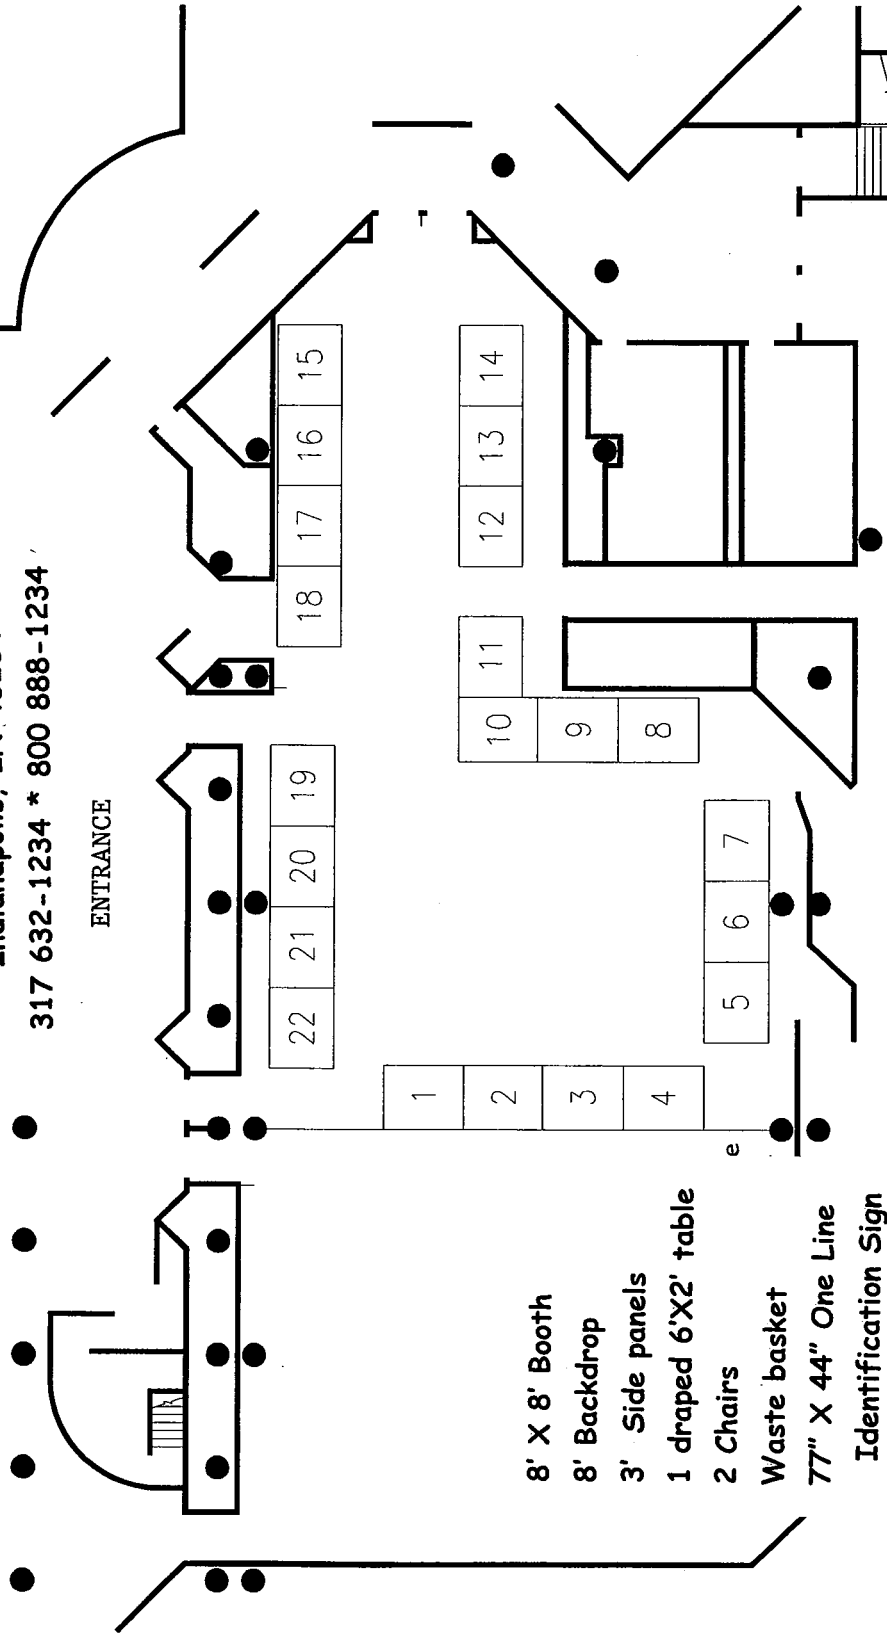 Indianapolis, IN
317 632-1234 * 800 888-1234
ENTRANCE
22 21 20 19
18 17 16 15
1
2
3
4
10 11
9
8
12 13 14
5 6 7
e
8' X 8' Booth
8' Backdrop
3' Side panels
1 draped 6'X2' table
2 Chairs
Waste basket
77" X 44" One Line
Identification Sign